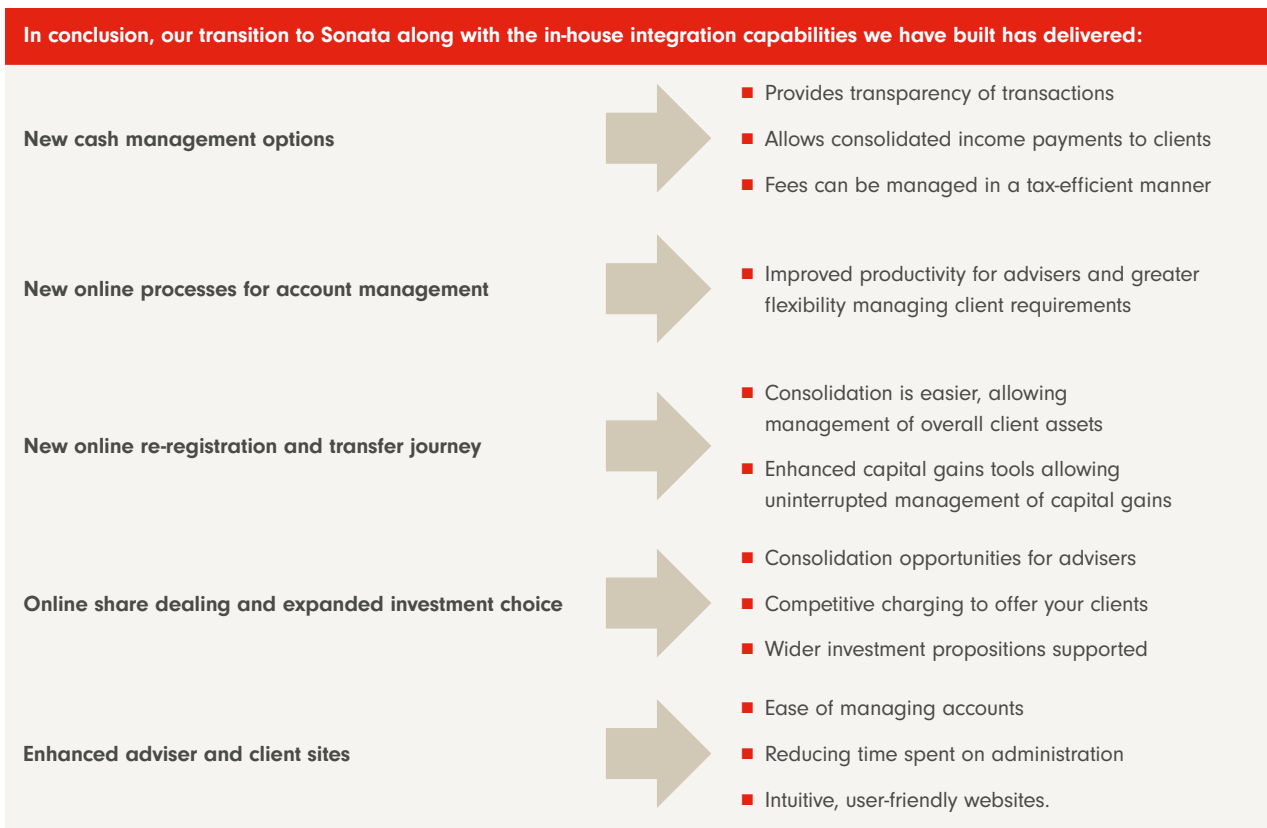 In conclusion, our transition to Sonata along with the in-house integration capabilities we have built has delivered:
New cash management options
■ Provides transparency of transactions
■ Allows consolidated income payments to clients
■ Fees can be managed in a tax-efficient manner
New online processes for account management
■ Improved productivity for advisers and greater
flexibility managing client requirements
New online re-registration and transfer journey
■ Consolidation is easier, allowing
management of overall client assets
■ Enhanced capital gains tools allowing
uninterrupted management of capital gains
Online share dealing and expanded investment choice
■ Consolidation opportunities for advisers
■ Competitive charging to offer your clients
■ Wider investment propositions supported
Enhanced adviser and client sites
■ Ease of managing accounts
■ Reducing time spent on administration
■ Intuitive, user-friendly websites.